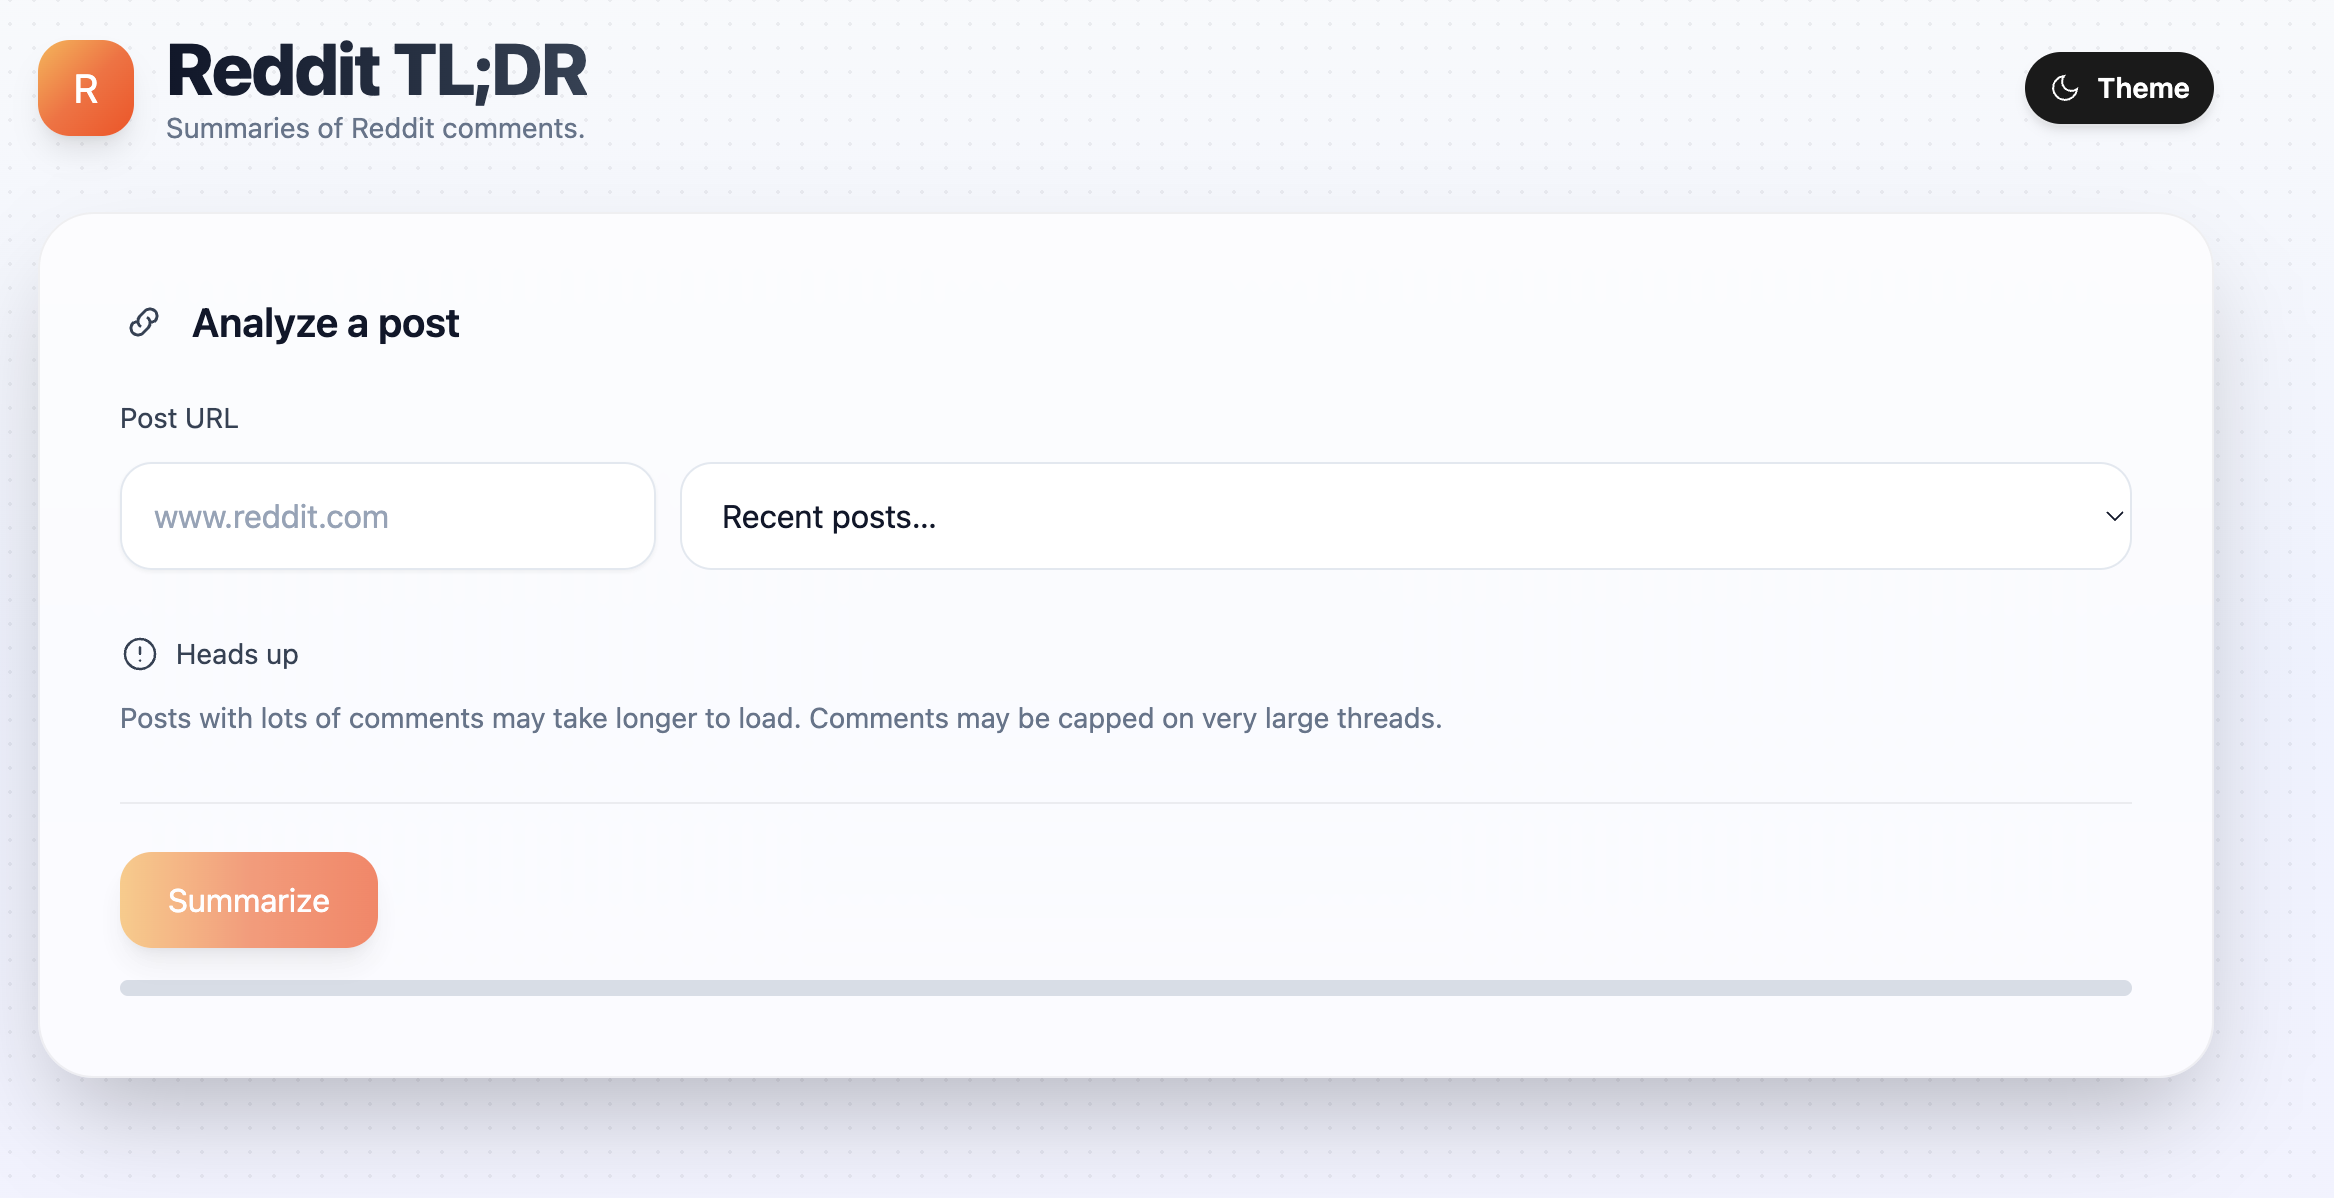 R
Reddit TL;DR
Summaries of Reddit comments.
Theme
Analyze a post
Post URL
www.reddit.com
Recent posts...
Heads up
Posts with lots of comments may take longer to load. Comments may be capped on very large threads.
Summarize